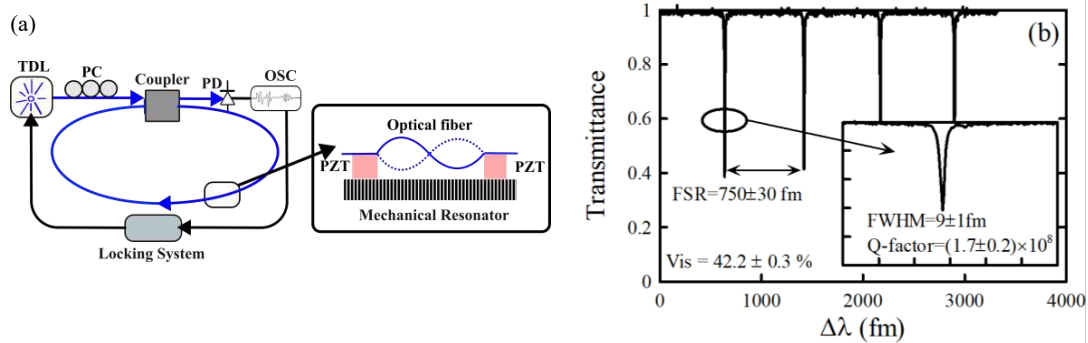 (a)
TDL
PC
Coupler
PD
OSC
Optical fiber
PZT
PZT
Mechanical Resonator
Locking System
(b)
Transmittance
1
0.8
0.6
0.4
0.2
0
FSR=750±30 fm
FWHM=9±1fm
Q-factor=(1.7±0.2)×10⁸
Vis = 42.2 ± 0.3 %
0 1000 2000 3000 4000
Δλ (fm)